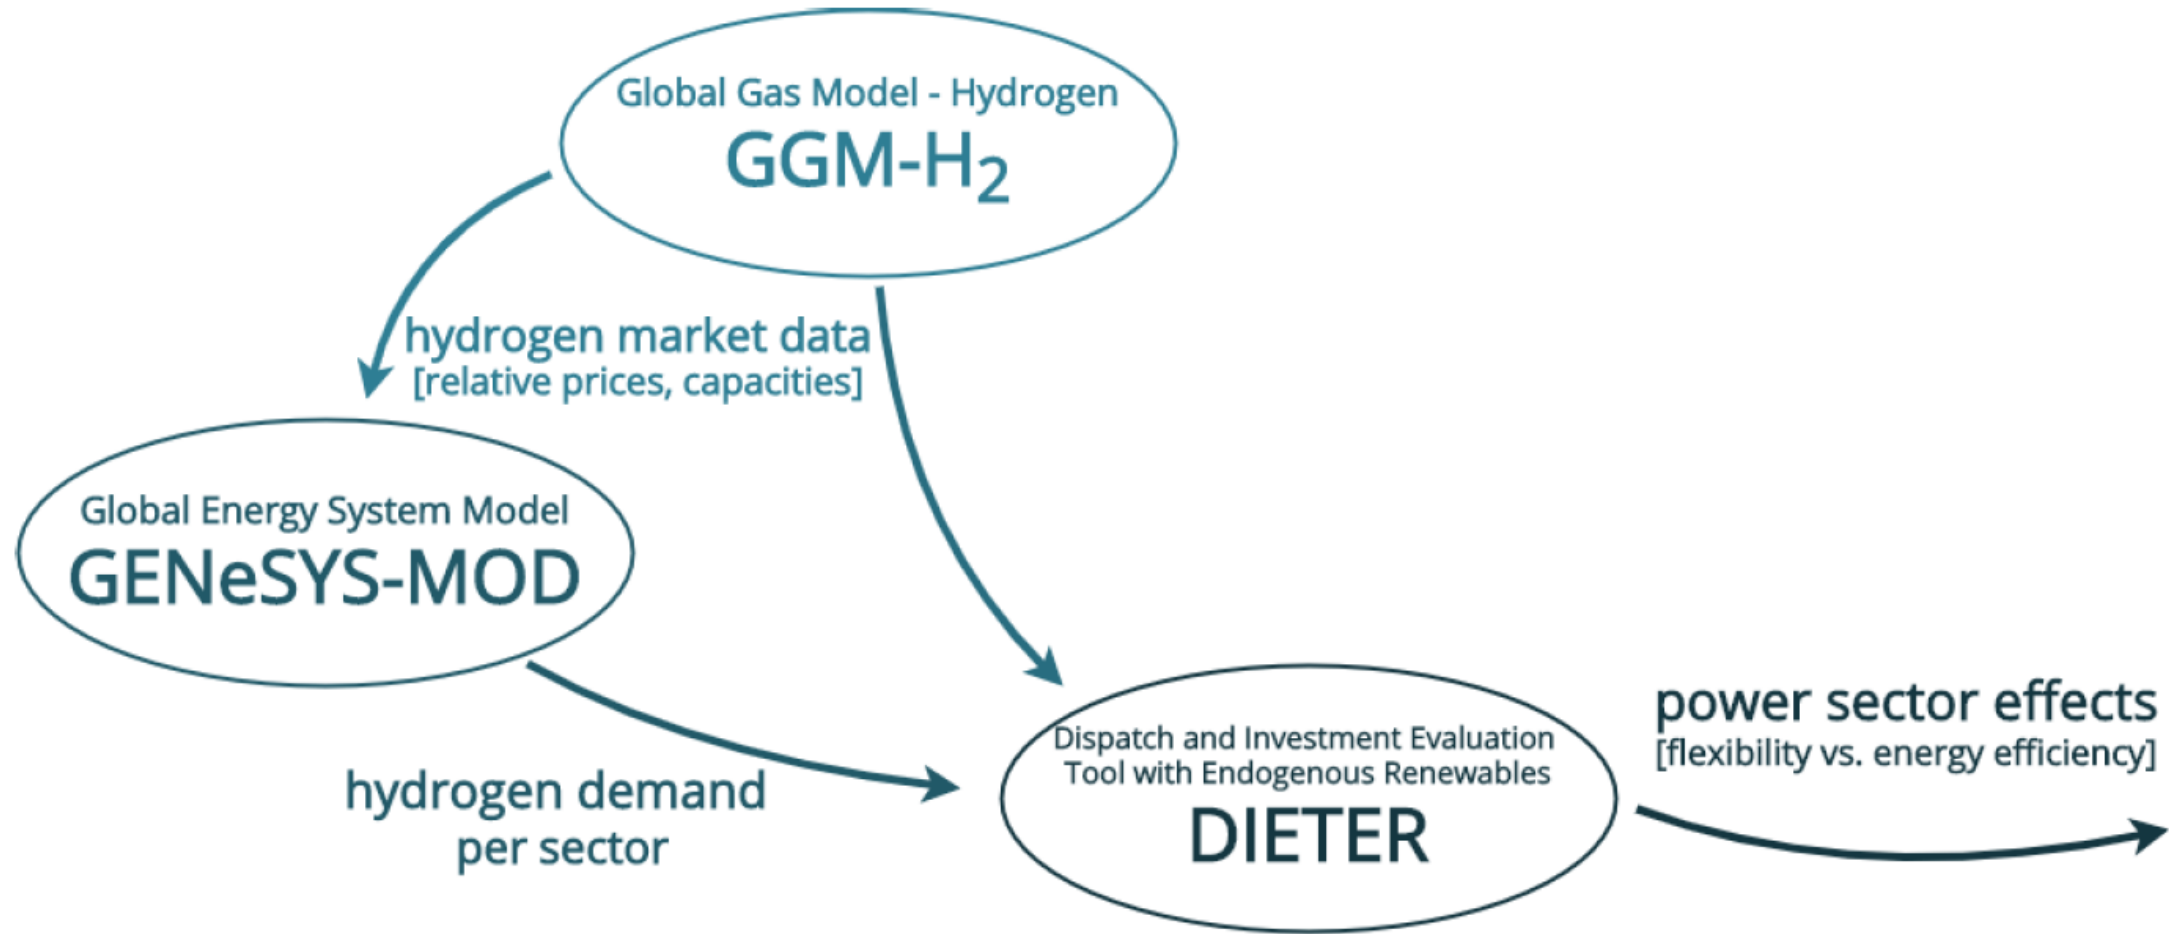 Global Gas Model - Hydrogen
GGM-H₂
hydrogen market data
[relative prices, capacities]
Global Energy System Model
GENeSYS-MOD
hydrogen demand
per sector
Dispatch and Investment Evaluation
Tool with Endogenous Renewables
DIETER
power sector effects
[flexibility vs. energy efficiency]